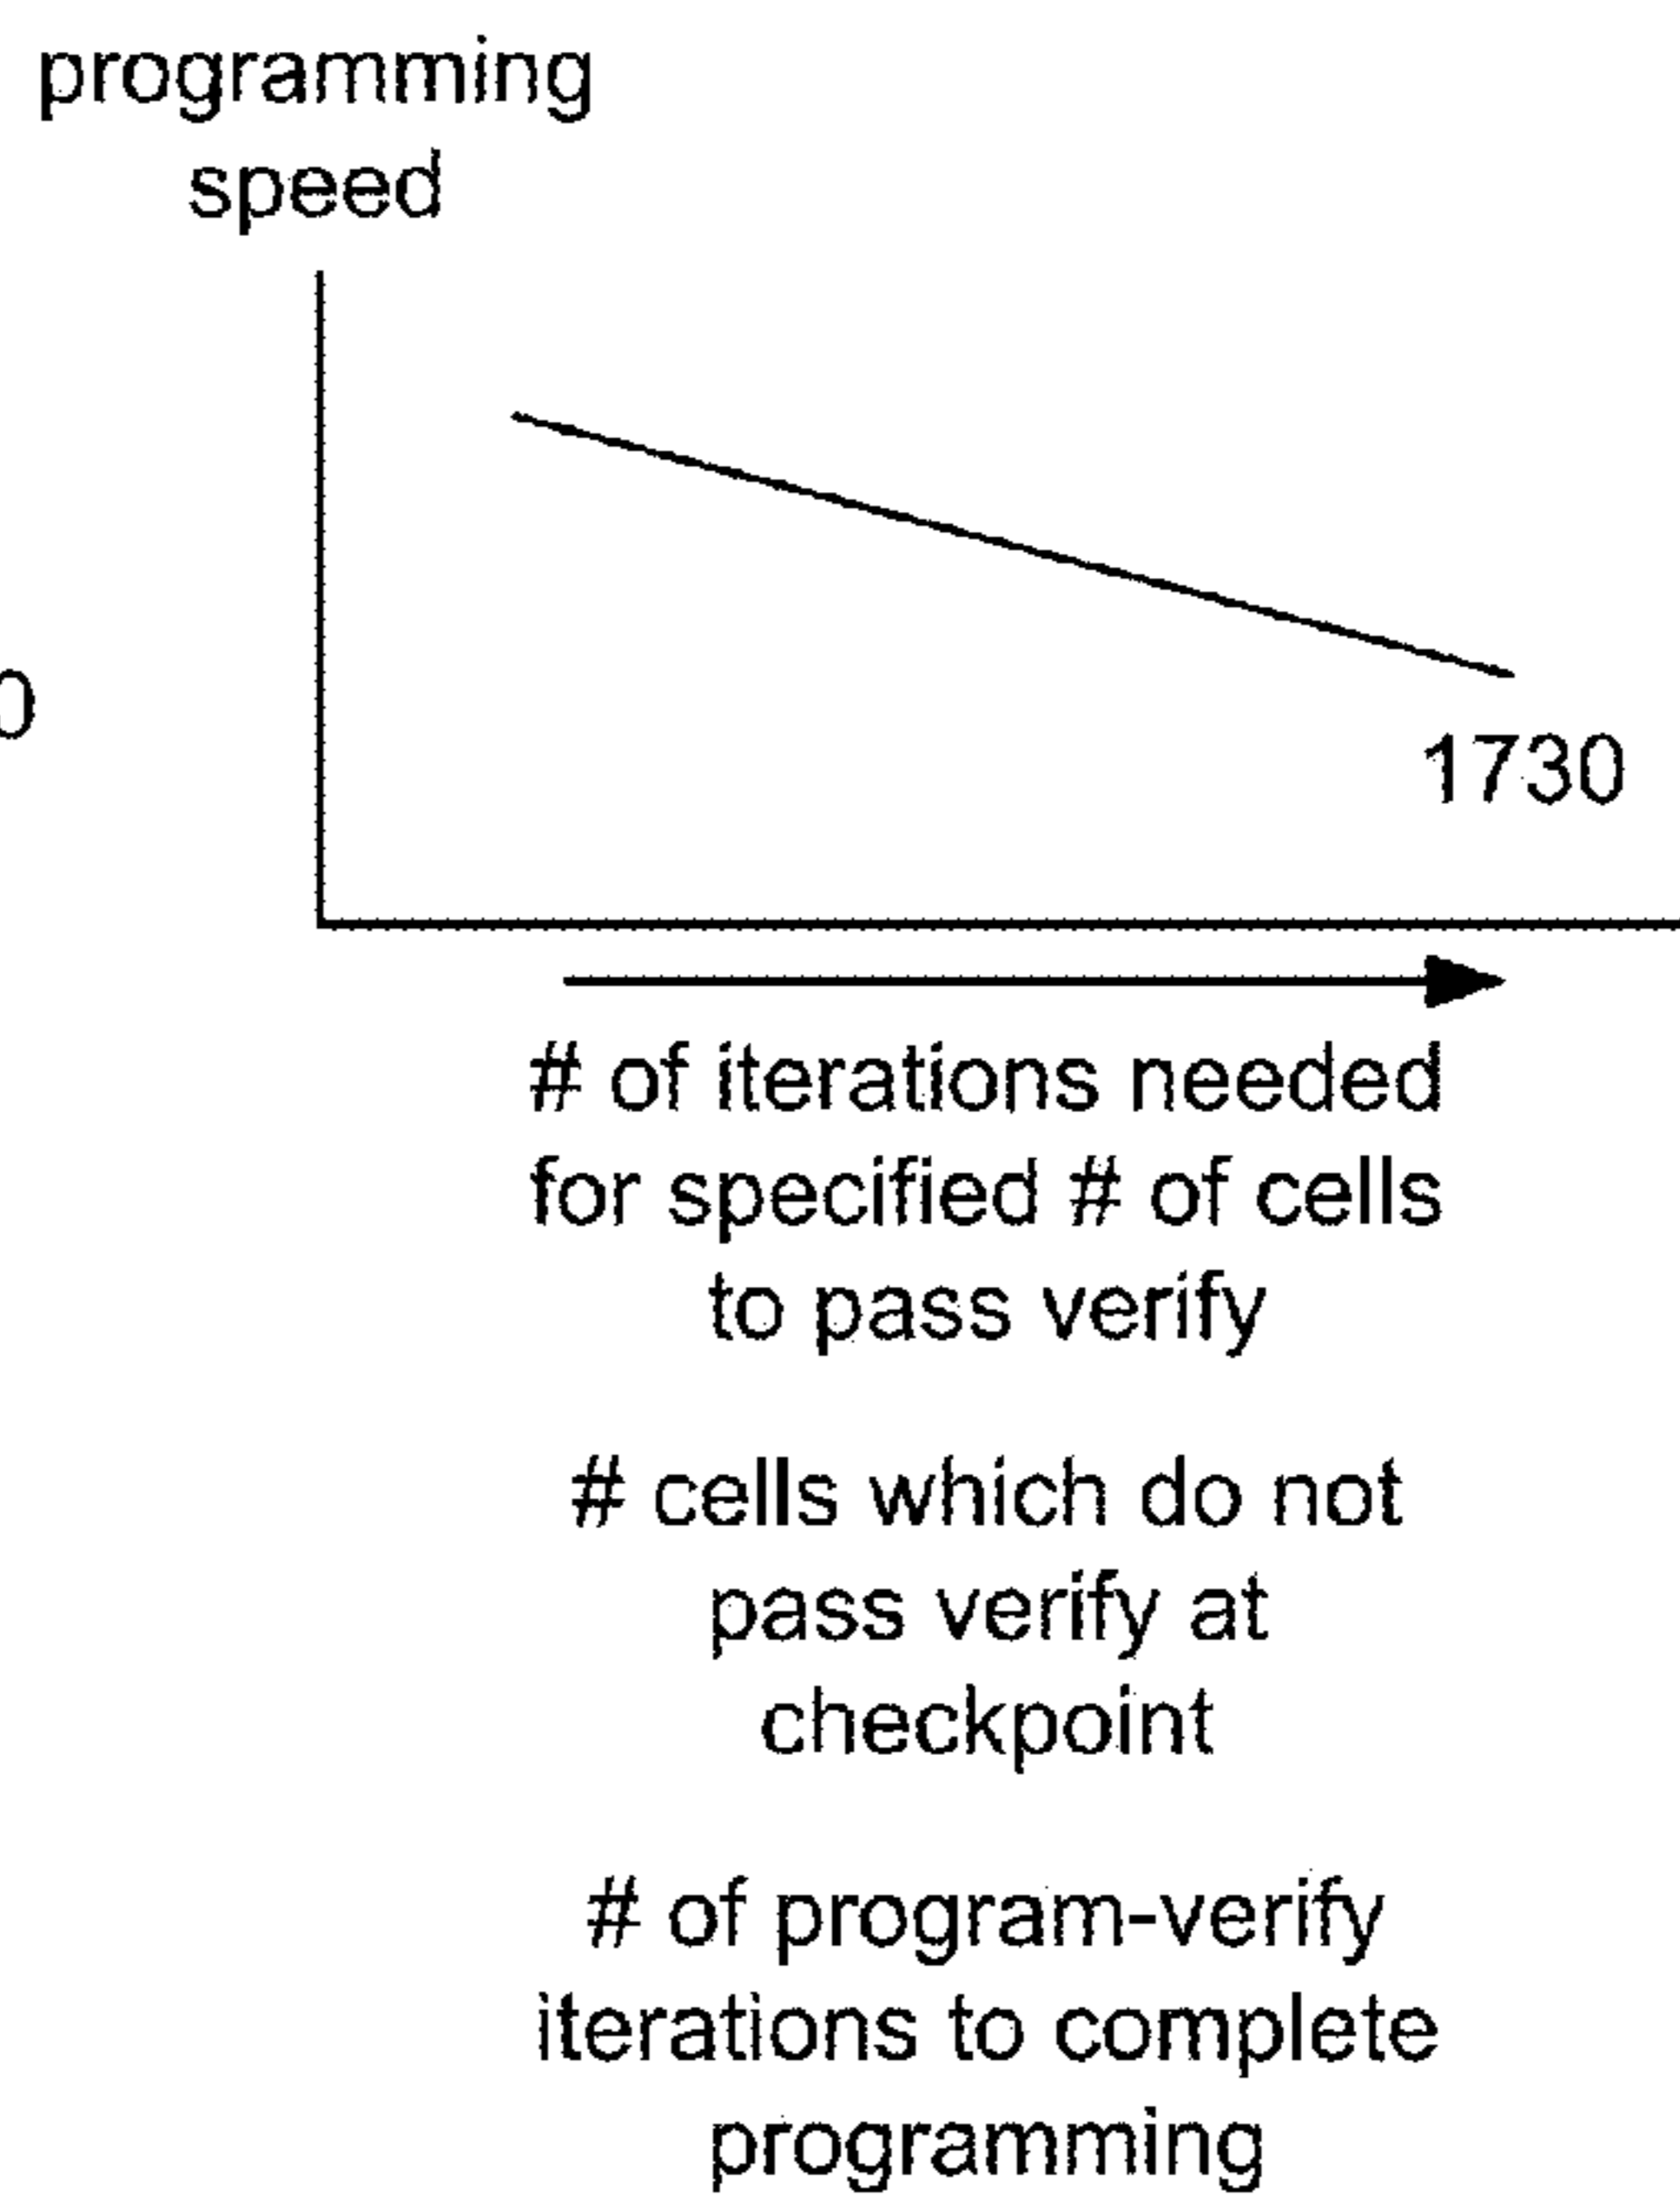 programming
speed
0
1730
# of iterations needed
for specified # of cells
to pass verify
# cells which do not
pass verify at
checkpoint
# of program-verify
iterations to complete
programming